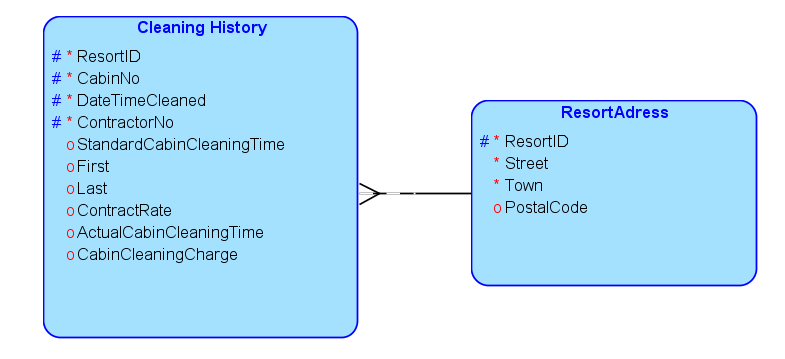 Cleaning History
# * ResortID
# * CabinNo
# * DateTimeCleaned
# * ContractorNo
o StandardCabinCleaningTime
o First
o Last
o ContractRate
o ActualCabinCleaningTime
o CabinCleaningCharge
ResortAdress
# * ResortID
* Street
* Town
o PostalCode